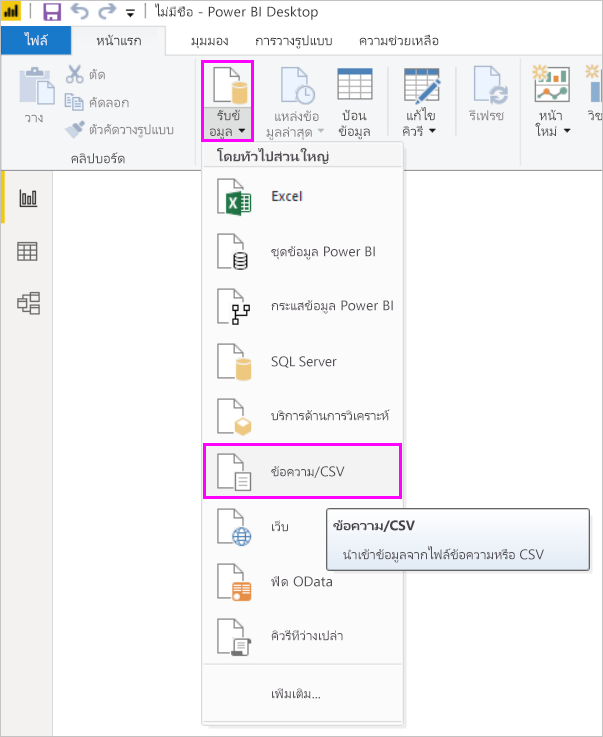 ไม่มีชื่อ - Power BI Desktop
ไฟล์
หน้าแรก
มุมมอง
การวางรูปแบบ
ความช่วยเหลือ
วาง
ตัด
คัดลอก
ตัวคัดวางรูปแบบ
คลิปบอร์ด
รับข้
อมูล
แหล่งข้อ
มูลล่าสุด
ป้อน
ข้อมูล
แก้ไข
คิวรี
รีเฟรช
หน้า
ใหม่
วิช
โดยทั่วไปส่วนใหญ่
Excel
ชุดข้อมูล Power BI
กระแสข้อมูล Power BI
SQL Server
บริการด้านการวิเคราะห์
ข้อความ/CSV
เว็บ
ข้อความ/CSV
นำเข้าข้อมูลจากไฟล์ข้อความหรือ CSV
ฟีด OData
คิวรีที่ว่างเปล่า
เพิ่มเติม...